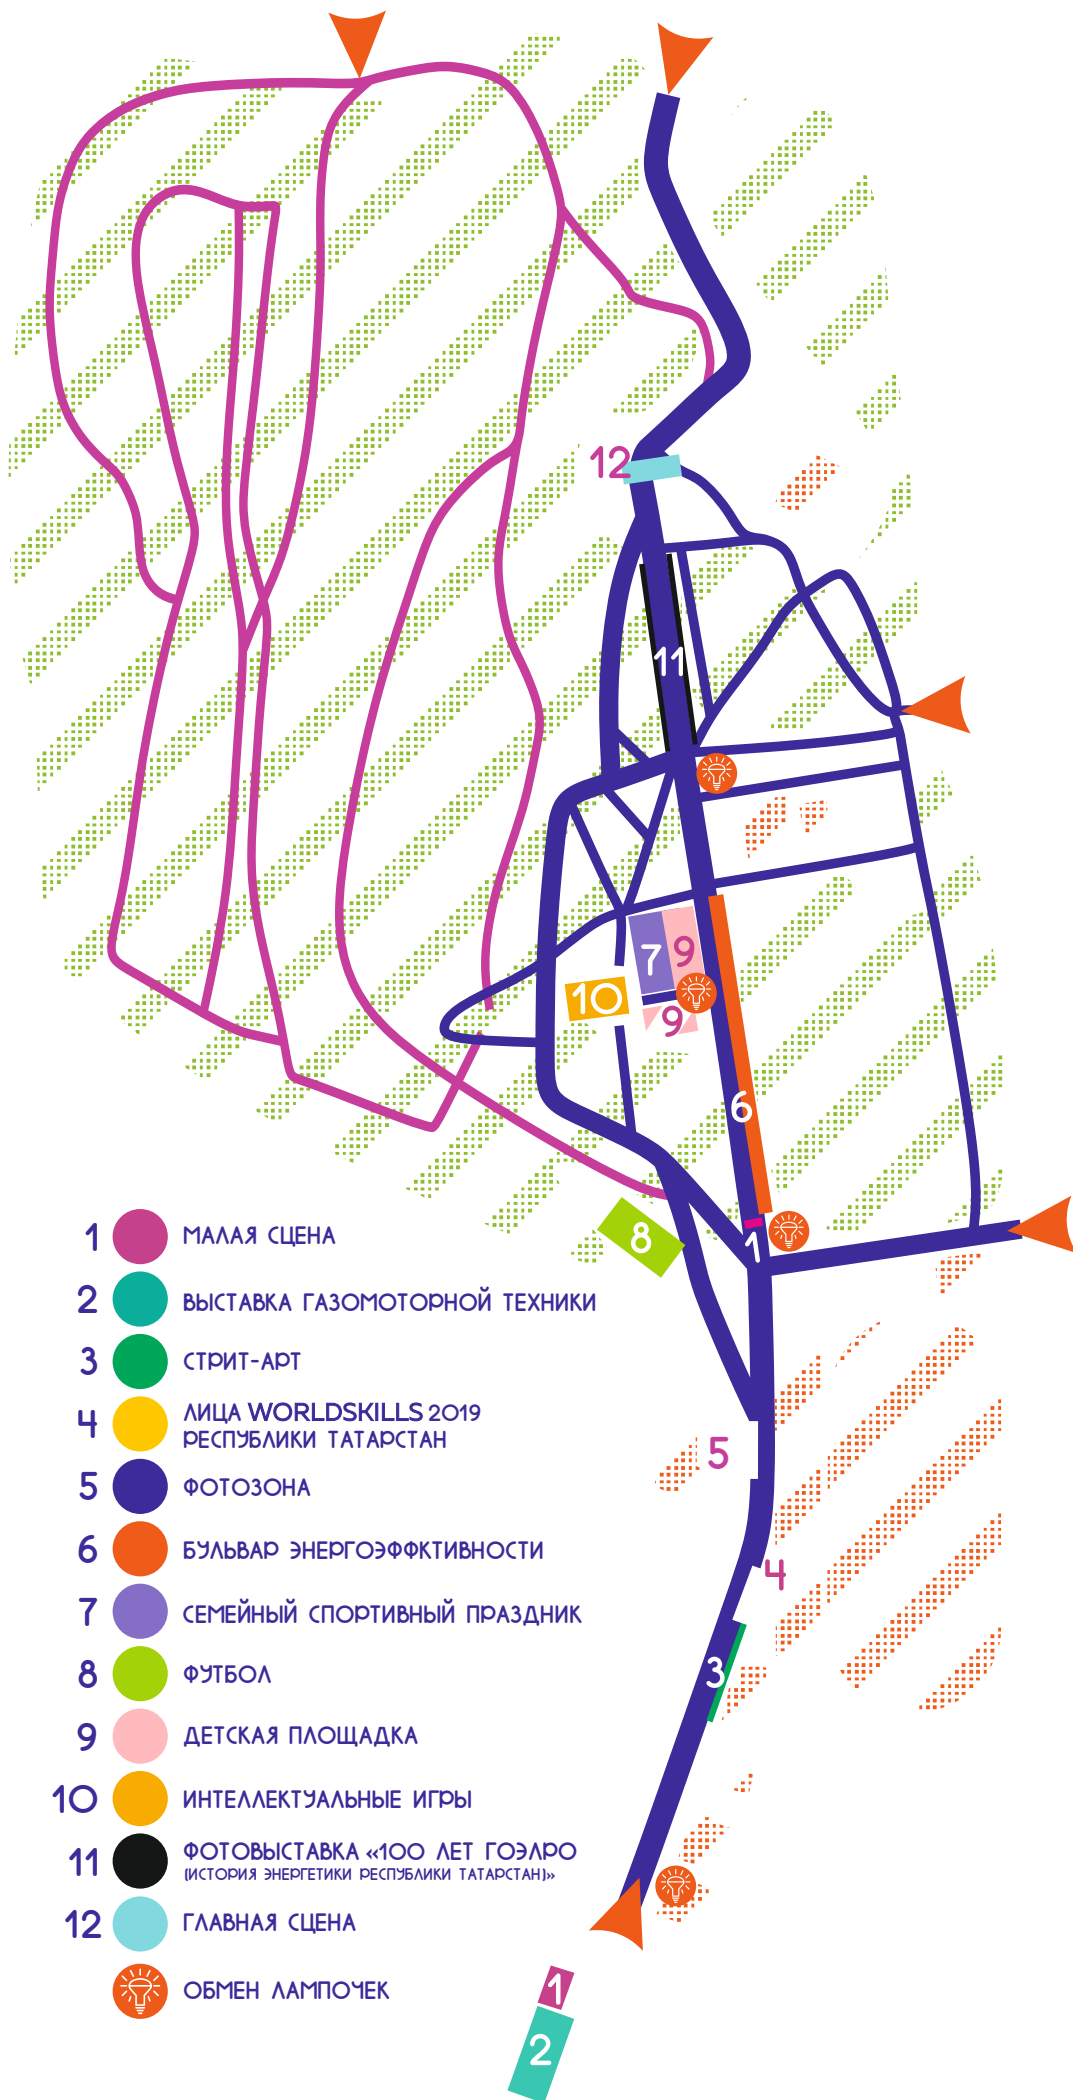 12
11
7
9
10
9
6
8
1
5
4
3
1
2
1 МАЛАЯ СЦЕНА
2 ВЫСТАВКА ГАЗОМОТОРНОЙ ТЕХНИКИ
3 СТРИТ-АРТ
4 ЛИЦА WORLDSKILLS 2019
РЕСПУБЛИКИ ТАТАРСТАН
5 ФОТОЗОНА
6 БУЛЬВАР ЭНЕРГОЭФФКТИВНОСТИ
7 СЕМЕЙНЫЙ СПОРТИВНЫЙ ПРАЗДНИК
8 ФУТБОЛ
9 ДЕТСКАЯ ПЛОЩАДКА
10 ИНТЕЛЛЕКТУАЛЬНЫЕ ИГРЫ
11 ФОТОВЫСТАВКА «100 ЛЕТ ГОЭЛРО
(ИСТОРИЯ ЭНЕРГЕТИКИ РЕСПУБЛИКИ ТАТАРСТАН)»
12 ГЛАВНАЯ СЦЕНА
ОБМЕН ЛАМПОЧЕК